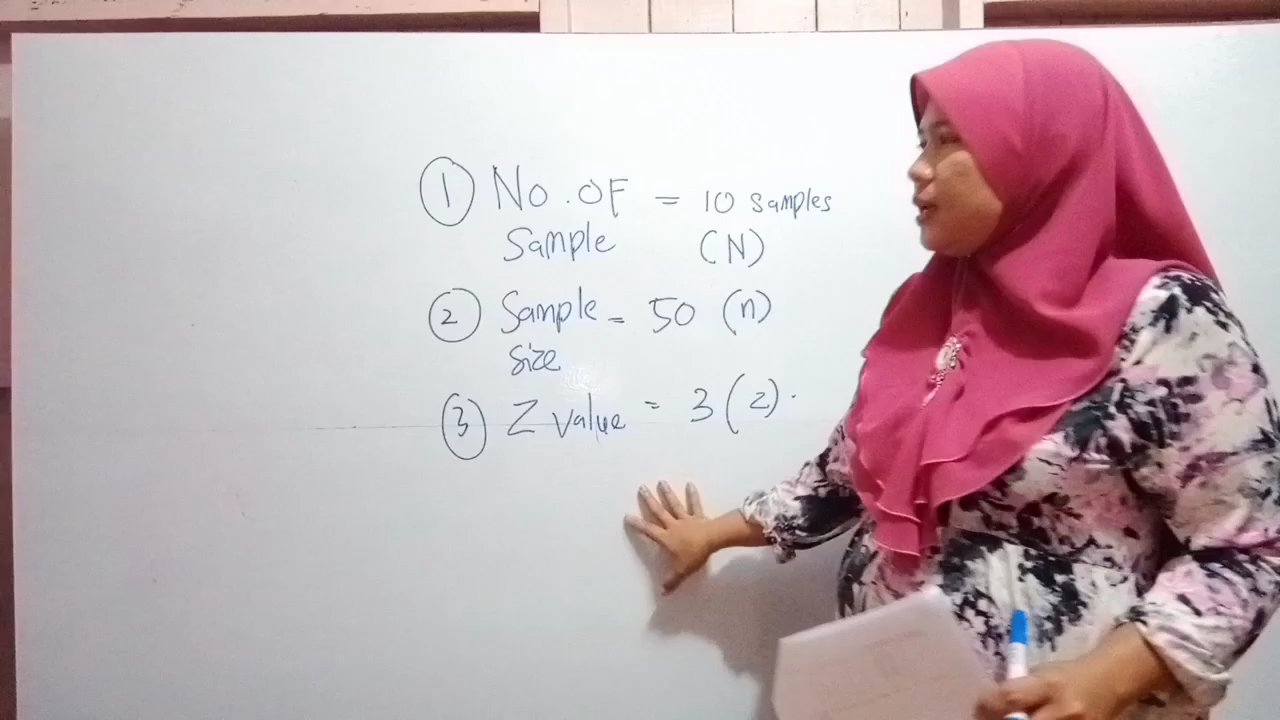 ① No. OF = 10 samples
Sample (N)
② Sample = 50 (n)
size
③ Z value = 3 (z).